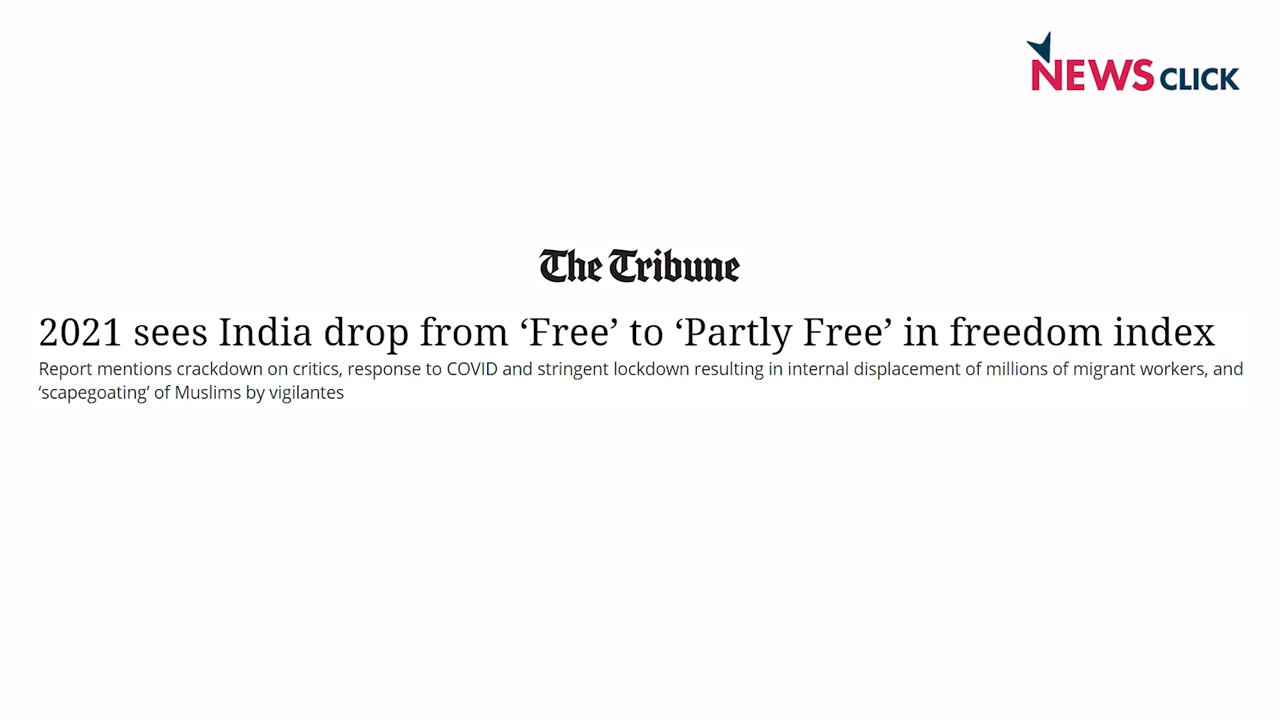 NEWS CLICK
The Tribune
2021 sees India drop from ‘Free’ to ‘Partly Free’ in freedom index
Report mentions crackdown on critics, response to COVID and stringent lockdown resulting in internal displacement of millions of migrant workers, and
‘scapegoating’ of Muslims by vigilantes